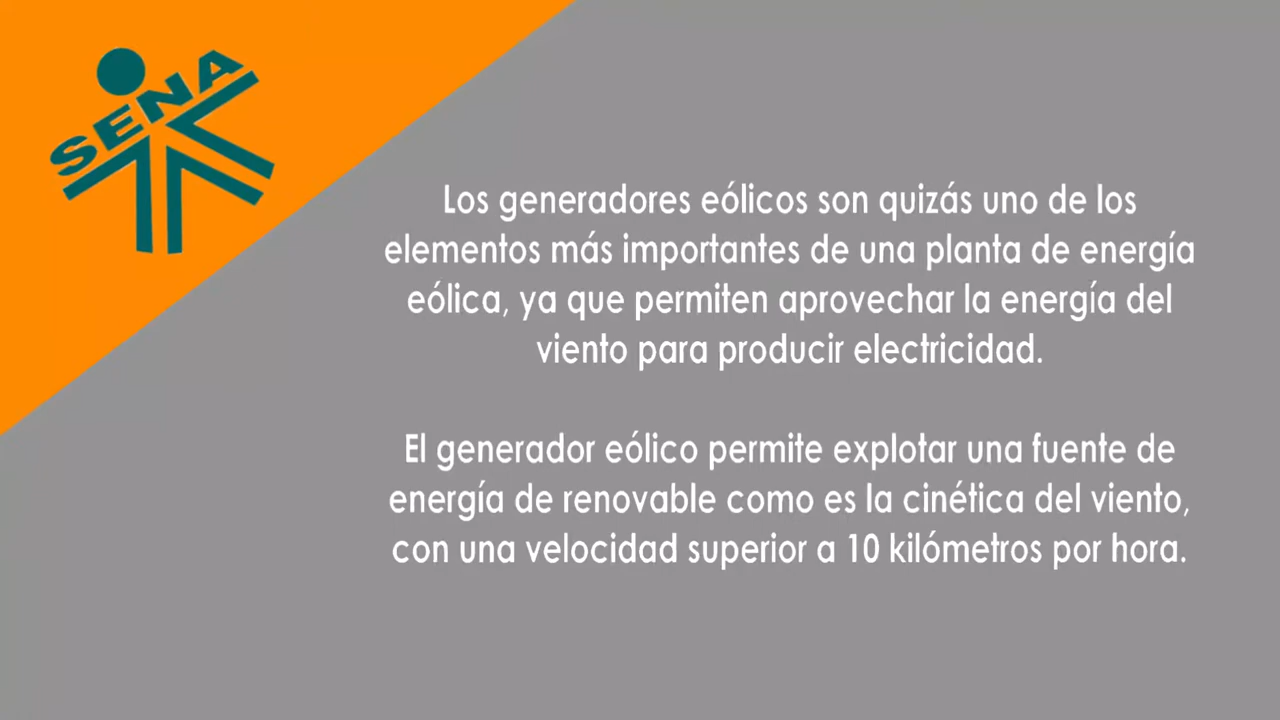 SENA
Los generadores eólicos son quizás uno de los
elementos más importantes de una planta de energía
eólica, ya que permiten aprovechar la energía del
viento para producir electricidad.
El generador eólico permite explotar una fuente de
energía de renovable como es la cinética del viento,
con una velocidad superior a 10 kilómetros por hora.